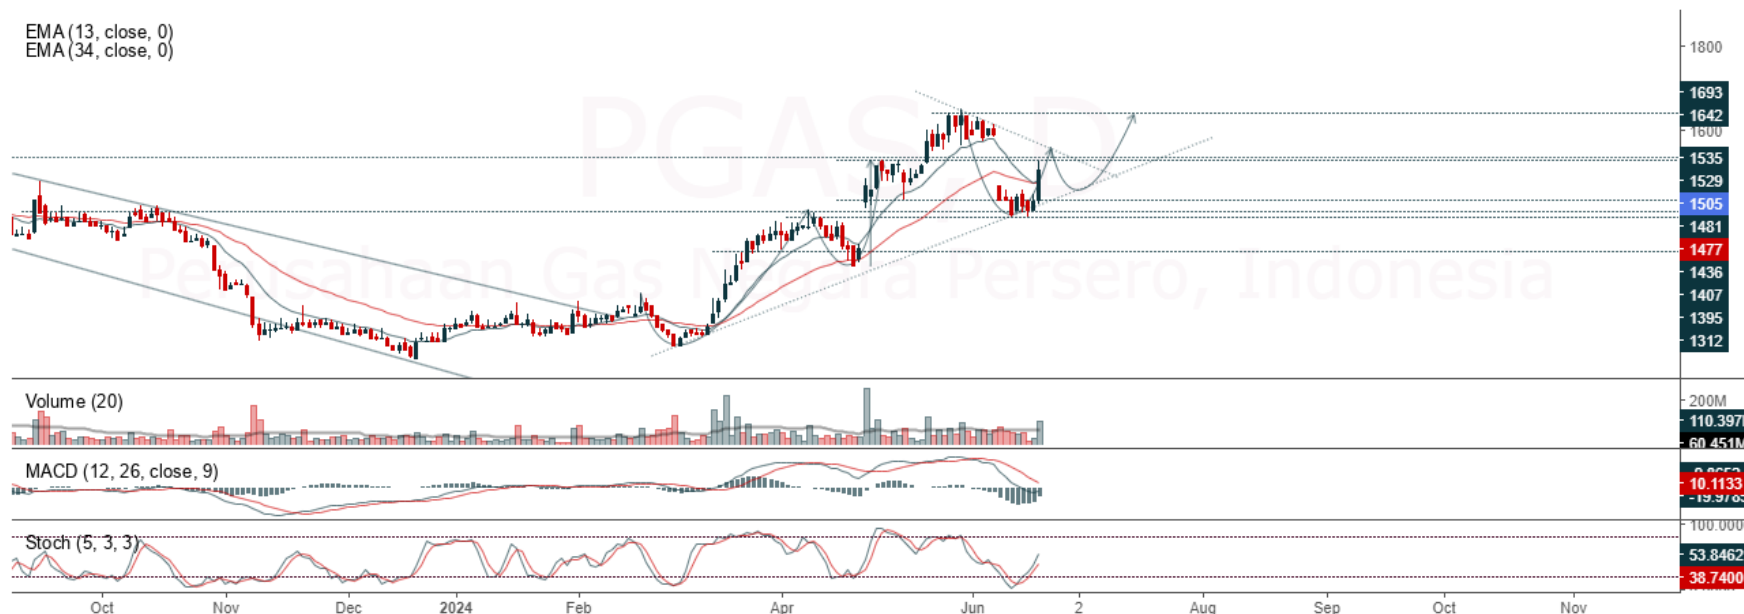 EMA (13, close, 0)
EMA (34, close, 0)
PGAS, D
Perusahaan Gas Negara Persero, Indonesia
1800
1693
1642
1600
1535
1529
1505
1481
1477
1436
1407
1395
1312
Volume (20)
200M
110.397
60.451M
MACD (12, 26, close, 9)
10.1133
Stoch (5, 3, 3)
100.000
53.8462
38.7400
Oct Nov Dec 2024 Feb Apr Jun 2 Aug Sep Oct Nov